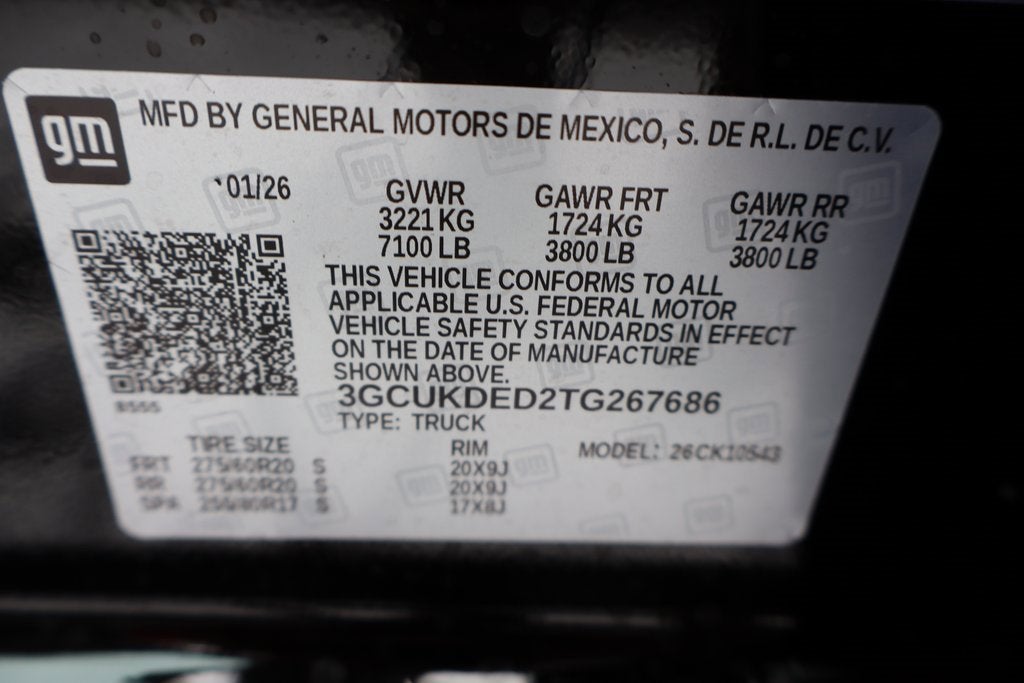 gm
MFD BY GENERAL MOTORS DE MEXICO, S. DE R.L. DE C.V.
01/26 GVWR GAWR FRT GAWR RR
3221 KG 1724 KG 1724 KG
7100 LB 3800 LB 3800 LB
THIS VEHICLE CONFORMS TO ALL
APPLICABLE U.S. FEDERAL MOTOR
VEHICLE SAFETY STANDARDS IN EFFECT
ON THE DATE OF MANUFACTURE
SHOWN ABOVE.
3GCUKDED2TG267686
TYPE: TRUCK
TIRE SIZE RIM MODEL: 26CK10543
FRT 275/60R20 S 20X9J
RR 275/60R20 S 20X9J
SPA S 17X8J